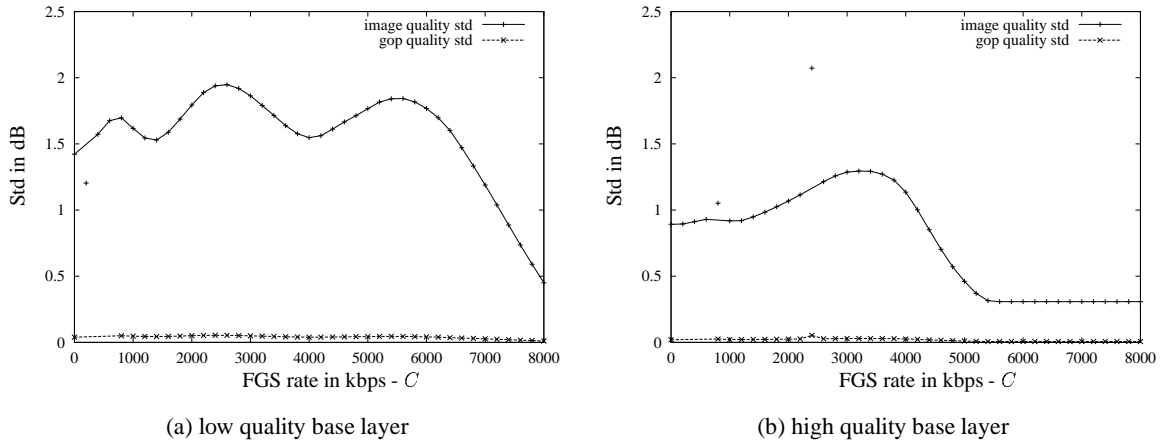 2.5
2
1.5
1
0.5
0
Std in dB
image quality std
gop quality std
0 1000 2000 3000 4000 5000 6000 7000 8000
FGS rate in kbps - C
(a) low quality base layer
2.5
2
1.5
1
0.5
0
Std in dB
image quality std
gop quality std
0 1000 2000 3000 4000 5000 6000 7000 8000
FGS rate in kbps - C
(b) high quality base layer